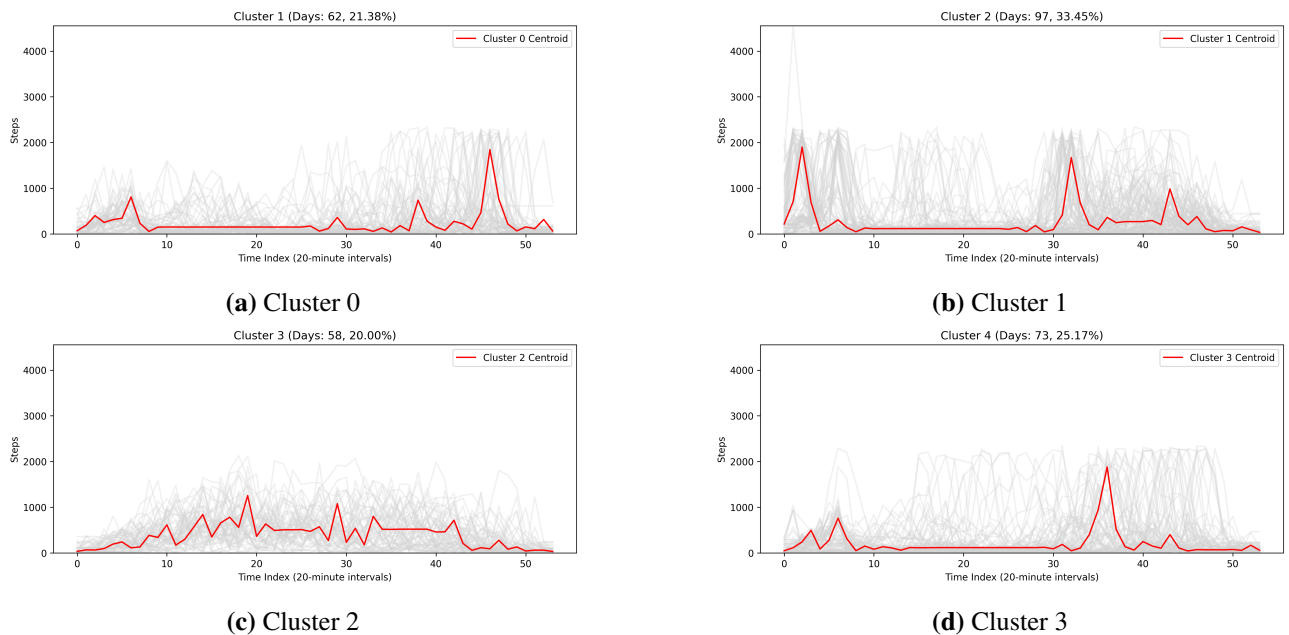 Cluster 1 (Days: 62, 21.38%)
Cluster 0 Centroid
Steps
4000
3000
2000
1000
0
0 10 20 30 40 50
Time Index (20-minute intervals)
(a) Cluster 0
Cluster 2 (Days: 97, 33.45%)
Cluster 1 Centroid
Steps
4000
3000
2000
1000
0
0 10 20 30 40 50
Time Index (20-minute intervals)
(b) Cluster 1
Cluster 3 (Days: 58, 20.00%)
Cluster 2 Centroid
Steps
4000
3000
2000
1000
0
0 10 20 30 40 50
Time Index (20-minute intervals)
(c) Cluster 2
Cluster 4 (Days: 73, 25.17%)
Cluster 3 Centroid
Steps
4000
3000
2000
1000
0
0 10 20 30 40 50
Time Index (20-minute intervals)
(d) Cluster 3